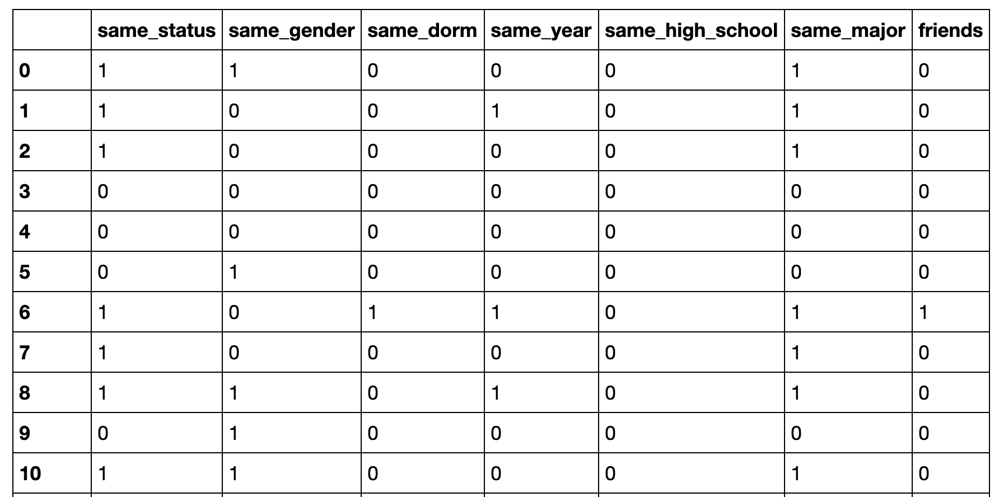 same_status same_gender same_dorm same_year same_high_school same_major friends
0 1 1 0 0 0 1 0
1 1 0 0 1 0 1 0
2 1 0 0 0 0 1 0
3 0 0 0 0 0 0 0
4 0 0 0 0 0 0 0
5 0 1 0 0 0 0 0
6 1 0 1 1 0 1 1
7 1 0 0 0 0 1 0
8 1 1 0 1 0 1 0
9 0 1 0 0 0 0 0
10 1 1 0 0 0 1 0